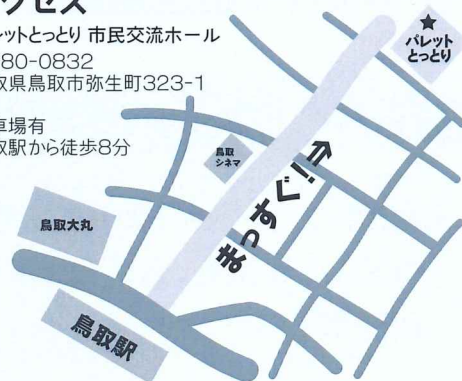 クセス
レットとっとり 市民交流ホール
80-0832
県鳥取市弥生町323-1
車場有
駅から徒歩8分
★
パレット
とっとり
鳥取
シネマ
まっすぐ!⇒
鳥取大丸
鳥取駅